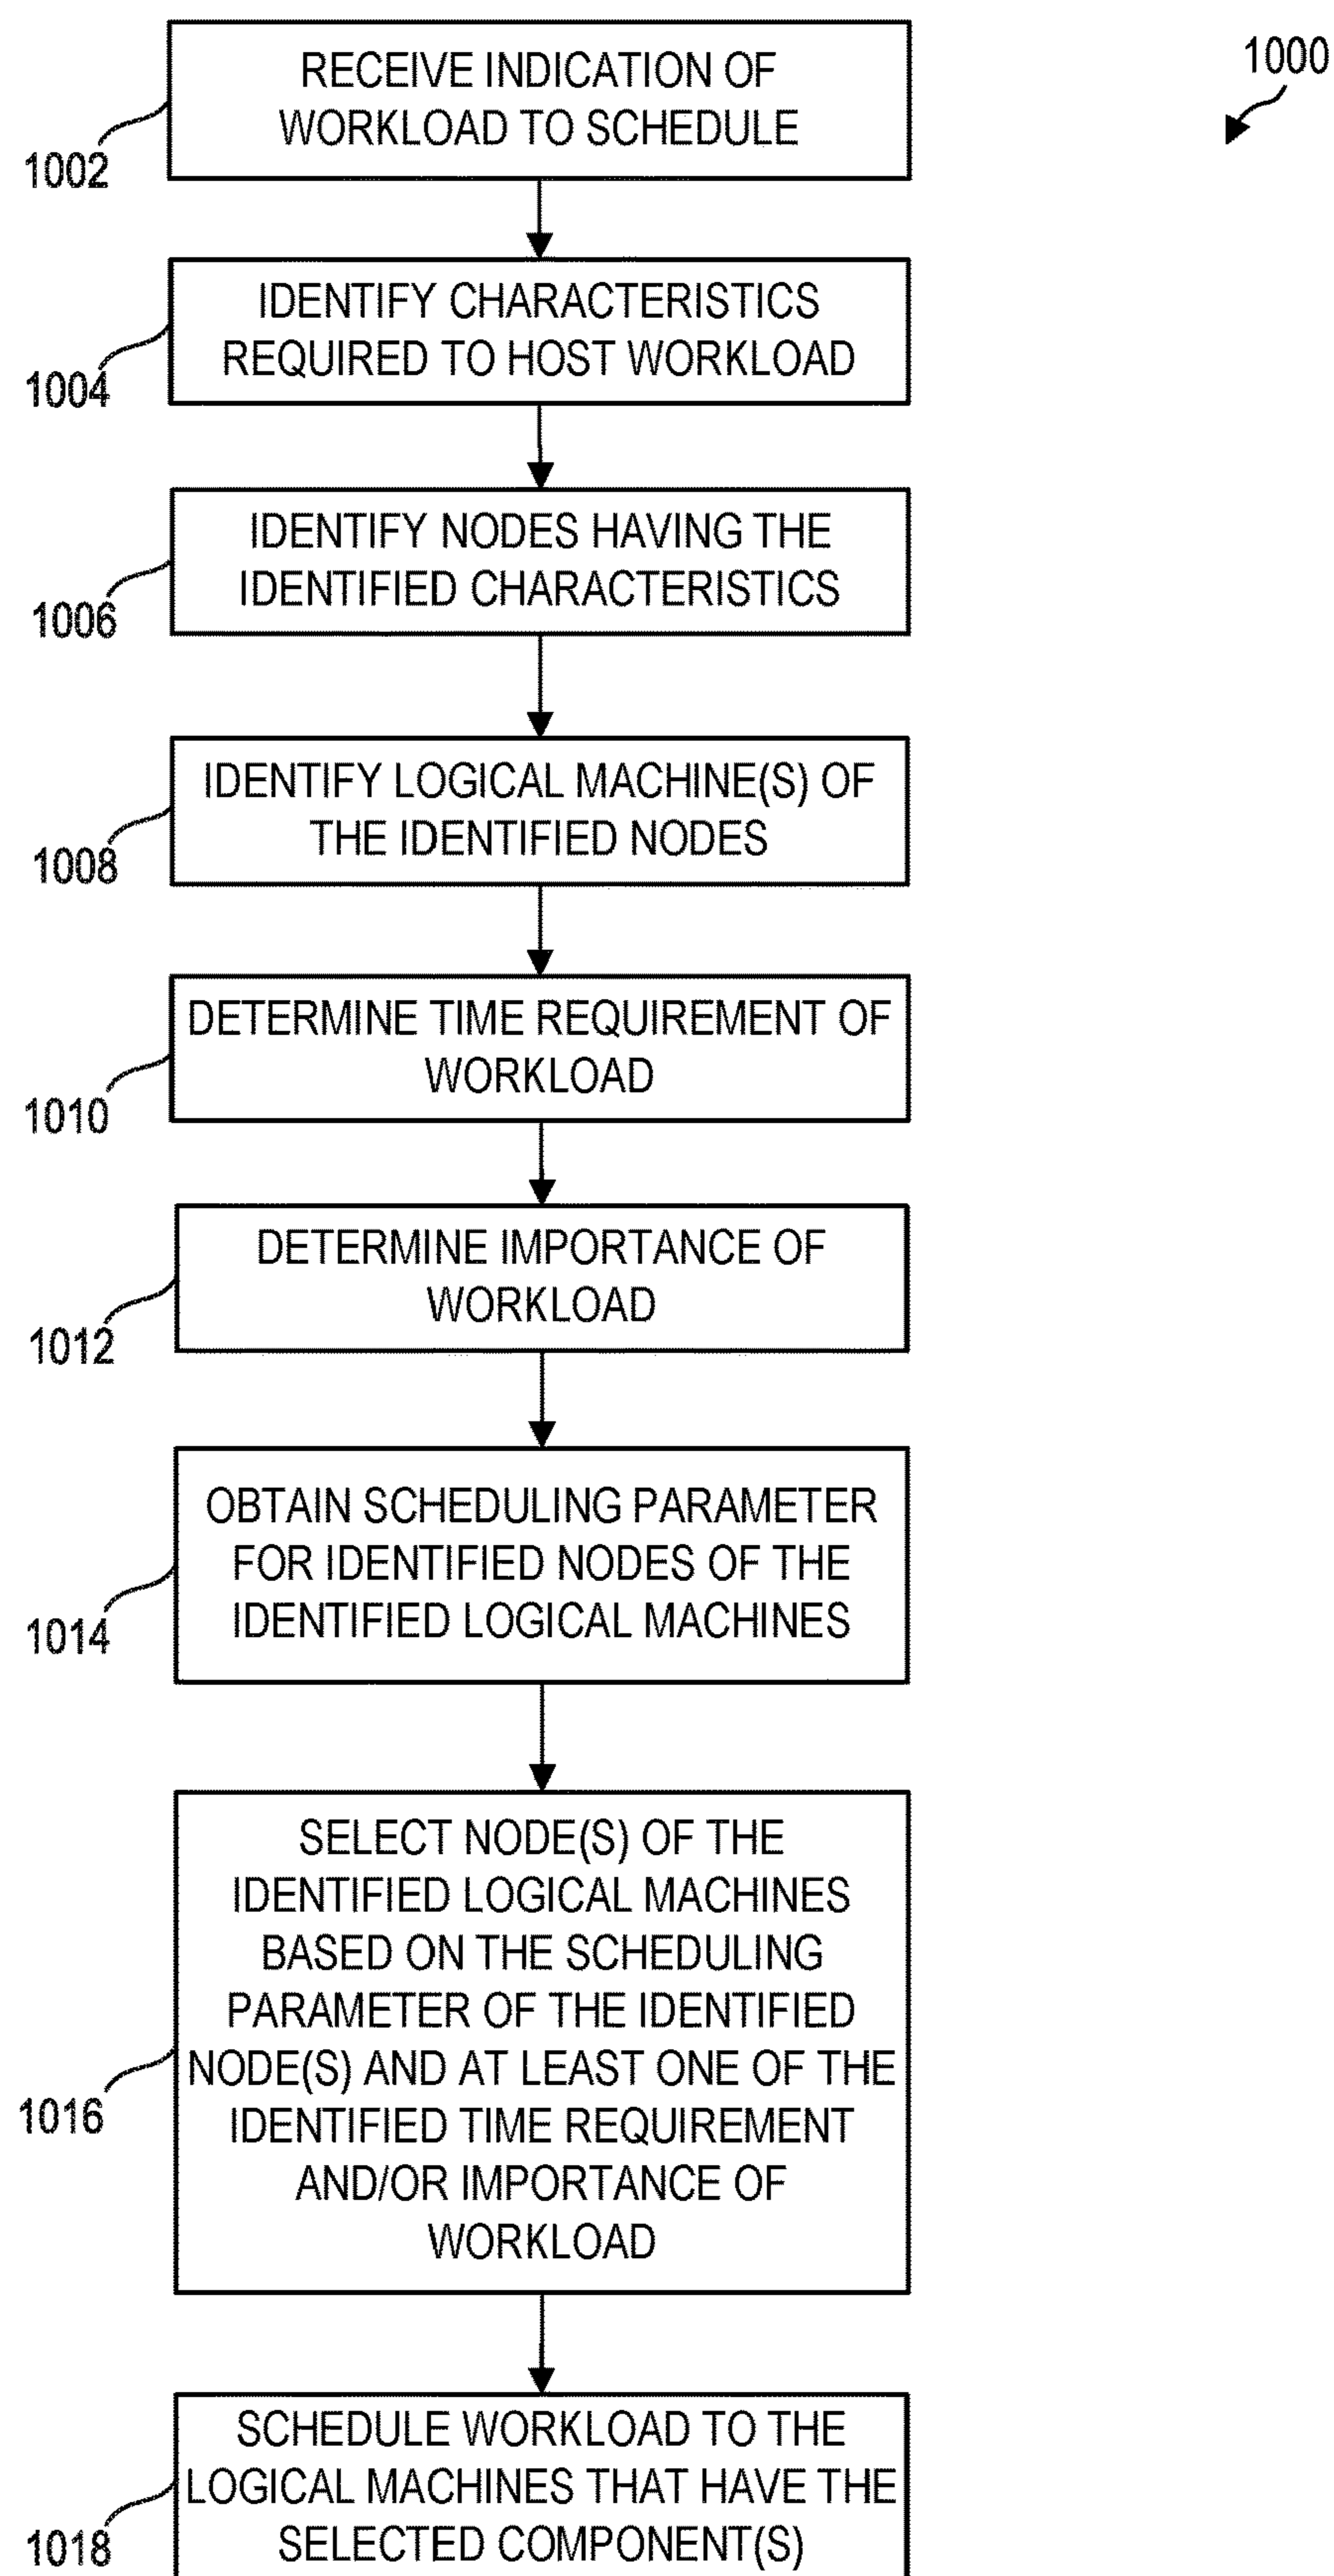 1000
RECEIVE INDICATION OF
WORKLOAD TO SCHEDULE
1002
IDENTIFY CHARACTERISTICS
REQUIRED TO HOST WORKLOAD
1004
IDENTIFY NODES HAVING THE
IDENTIFIED CHARACTERISTICS
1006
IDENTIFY LOGICAL MACHINE(S) OF
THE IDENTIFIED NODES
1008
DETERMINE TIME REQUIREMENT OF
WORKLOAD
1010
DETERMINE IMPORTANCE OF
WORKLOAD
1012
OBTAIN SCHEDULING PARAMETER
FOR IDENTIFIED NODES OF THE
IDENTIFIED LOGICAL MACHINES
1014
SELECT NODE(S) OF THE
IDENTIFIED LOGICAL MACHINES
BASED ON THE SCHEDULING
PARAMETER OF THE IDENTIFIED
NODE(S) AND AT LEAST ONE OF THE
IDENTIFIED TIME REQUIREMENT
AND/OR IMPORTANCE OF
WORKLOAD
1016
SCHEDULE WORKLOAD TO THE
LOGICAL MACHINES THAT HAVE THE
SELECTED COMPONENT(S)
1018